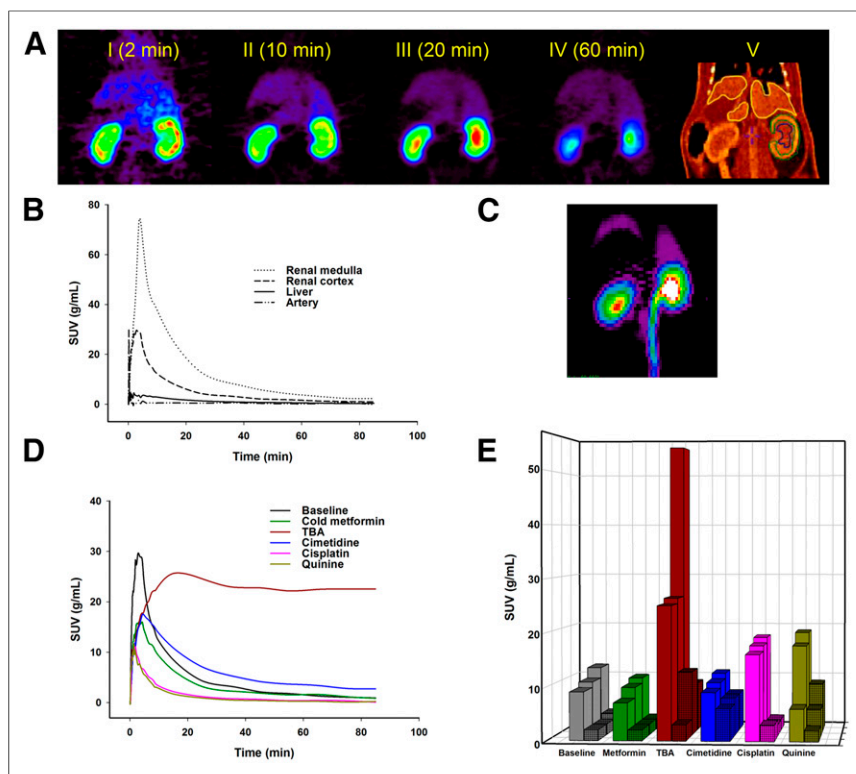 A
I (2 min) II (10 min) III (20 min) IV (60 min) V
B
80
60
40
20
0
SUV (g/mL)
Renal medulla
Renal cortex
Liver
Artery
0 20 40 60 80 100
Time (min)
C
D
40
30
20
10
0
SUV (g/mL)
Baseline
Cold metformin
TBA
Cimetidine
Cisplatin
Quinine
0 20 40 60 80 100
Time (min)
E
50
40
30
20
10
0
SUV (g/mL)
Baseline Metformin TBA Cimetidine Cisplatin Quinine